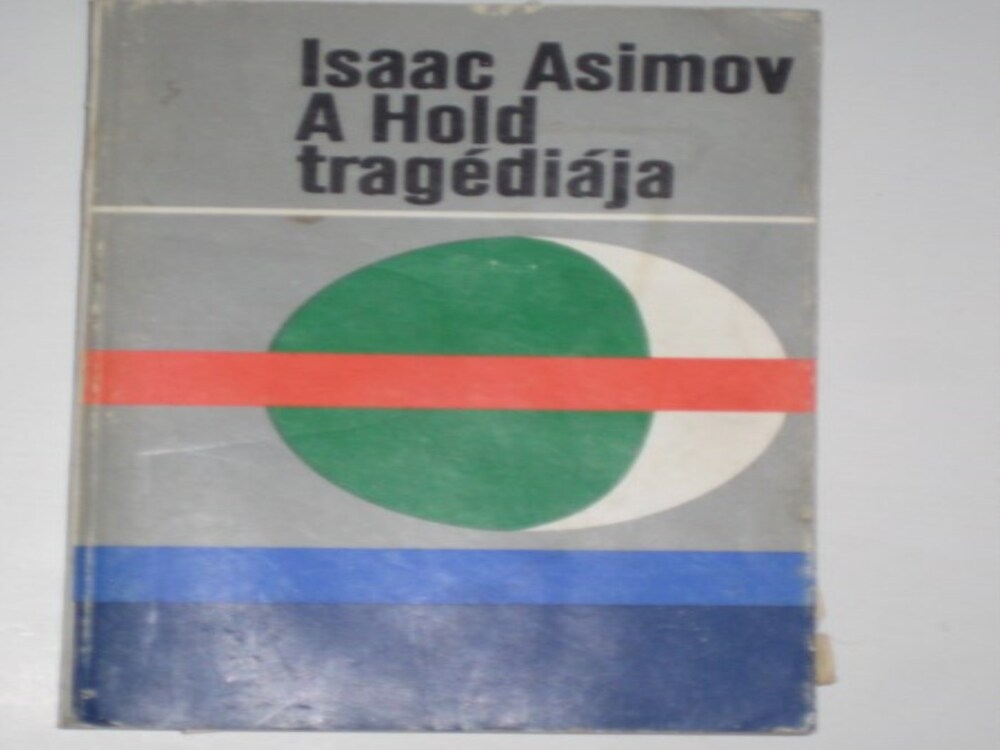 Isaac Asimov
A Hold
tragédiája